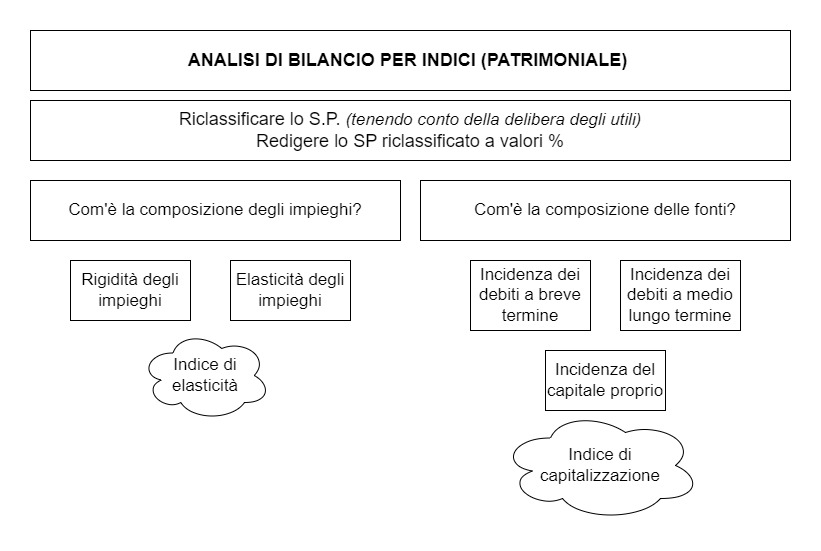 ANALISI DI BILANCIO PER INDICI (PATRIMONIALE)
Riclassificare lo S.P. (tenendo conto della delibera degli utili)
Redigere lo SP riclassificato a valori %
Com'è la composizione degli impieghi?
Com'è la composizione delle fonti?
Rigidità degli
impieghi
Elasticità degli
impieghi
Incidenza dei
debiti a breve
termine
Incidenza dei
debiti a medio
lungo termine
Indice di
elasticità
Incidenza del
capitale proprio
Indice di
capitalizzazione